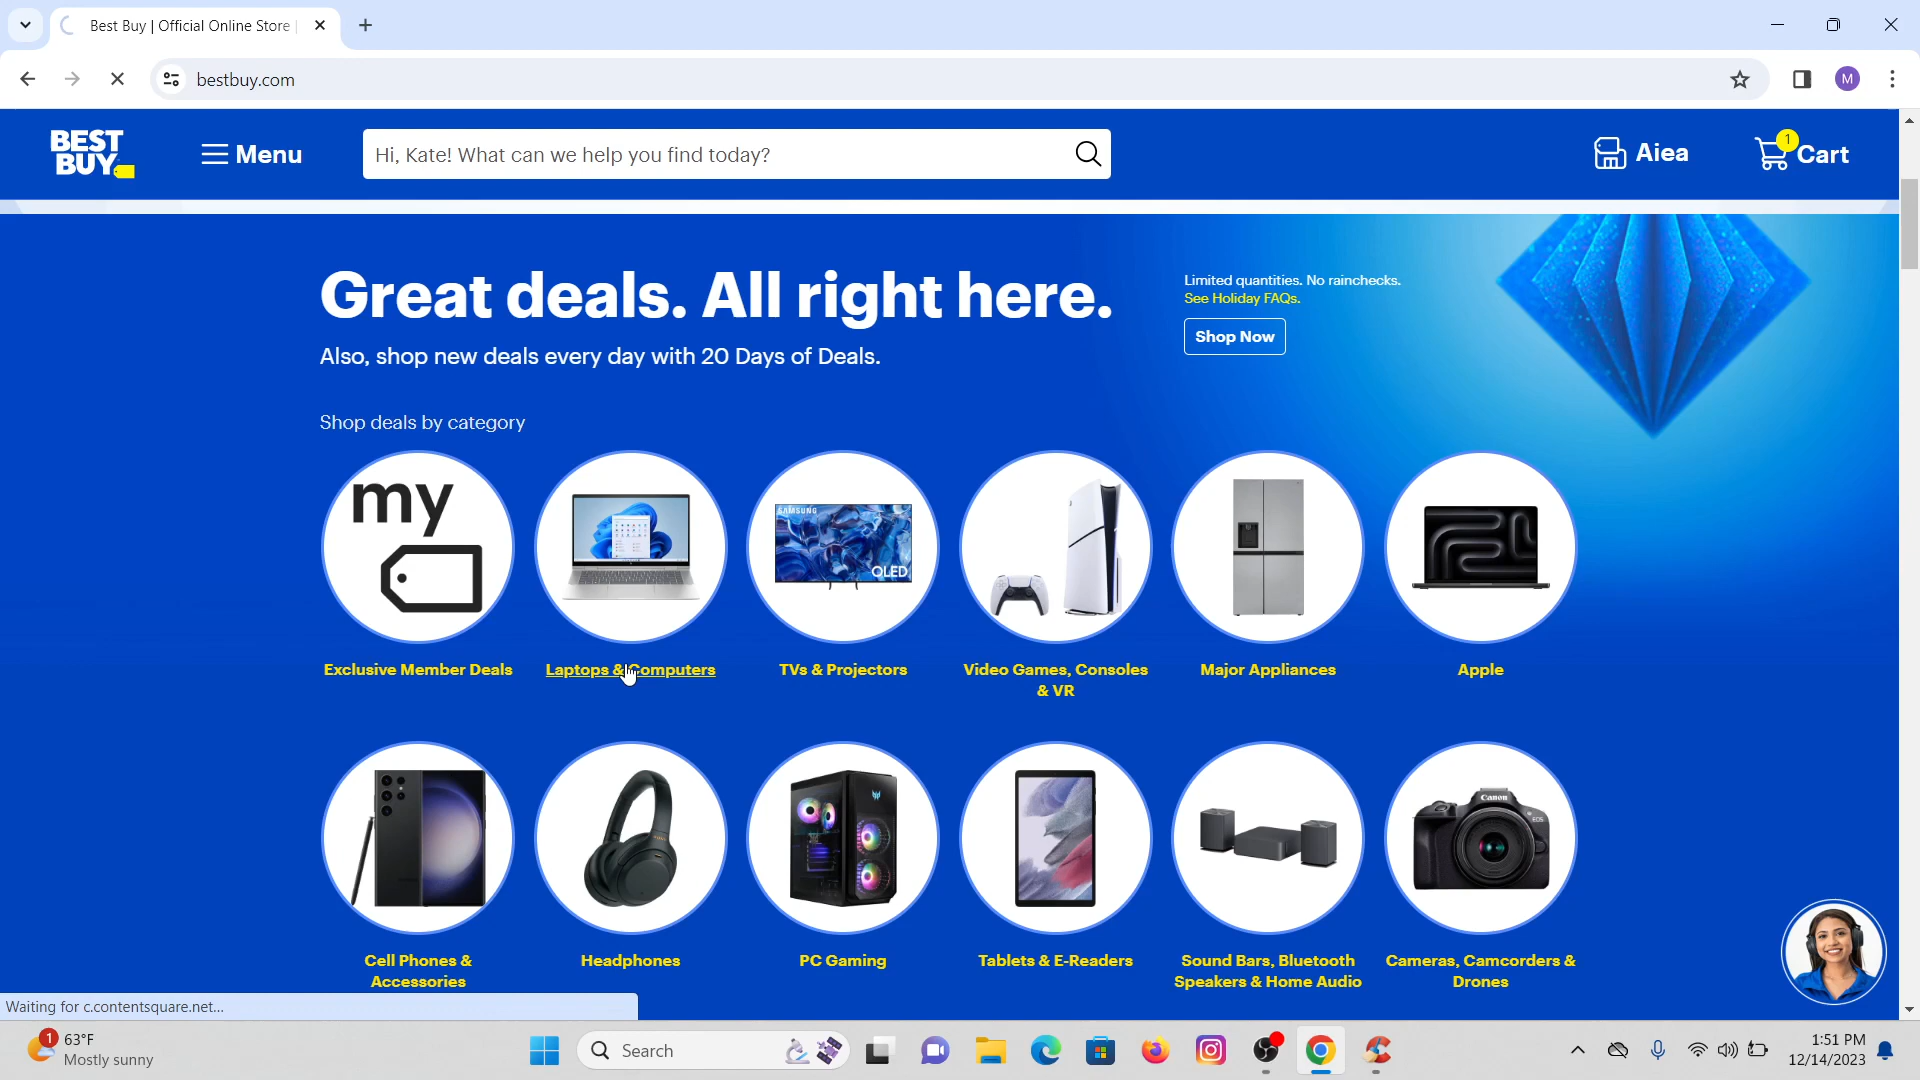 Best Buy | Official Online Store
bestbuy.com
M
BEST
BUY
Menu
Hi, Kate! What can we help you find today?
Aiea
1
Cart
Great deals. All right here.
Also, shop new deals every day with 20 Days of Deals.
Limited quantities. No rainchecks.
See Holiday FAQs.
Shop Now
Shop deals by category
my
SAMSUNG
QLED
Exclusive Member Deals
Laptops & Computers
TVs & Projectors
Video Games, Consoles
& VR
Major Appliances
Apple
Canon
EOS
Cell Phones &
Accessories
Headphones
PC Gaming
Tablets & E-Readers
Sound Bars, Bluetooth
Speakers & Home Audio
Cameras, Camcorders &
Drones
Waiting for c.contentsquare.net...
1
63°F
Mostly sunny
Search
1:51 PM
12/14/2023